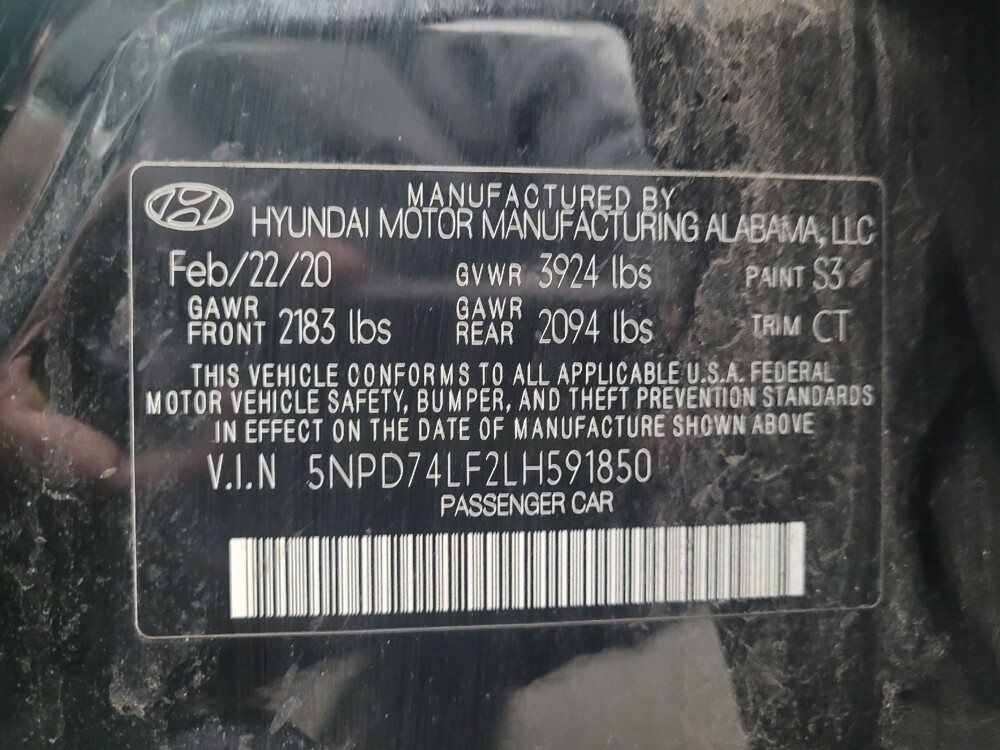 MANUFACTURED BY
HYUNDAI MOTOR MANUFACTURING ALABAMA, LLC
Feb/22/20 GVWR 3924 lbs PAINT S3
GAWR FRONT 2183 lbs GAWR REAR 2094 lbs TRIM CT
THIS VEHICLE CONFORMS TO ALL APPLICABLE U.S.A. FEDERAL
MOTOR VEHICLE SAFETY, BUMPER, AND THEFT PREVENTION STANDARDS
IN EFFECT ON THE DATE OF MANUFACTURE SHOWN ABOVE
V.I.N 5NPD74LF2LH591850
PASSENGER CAR